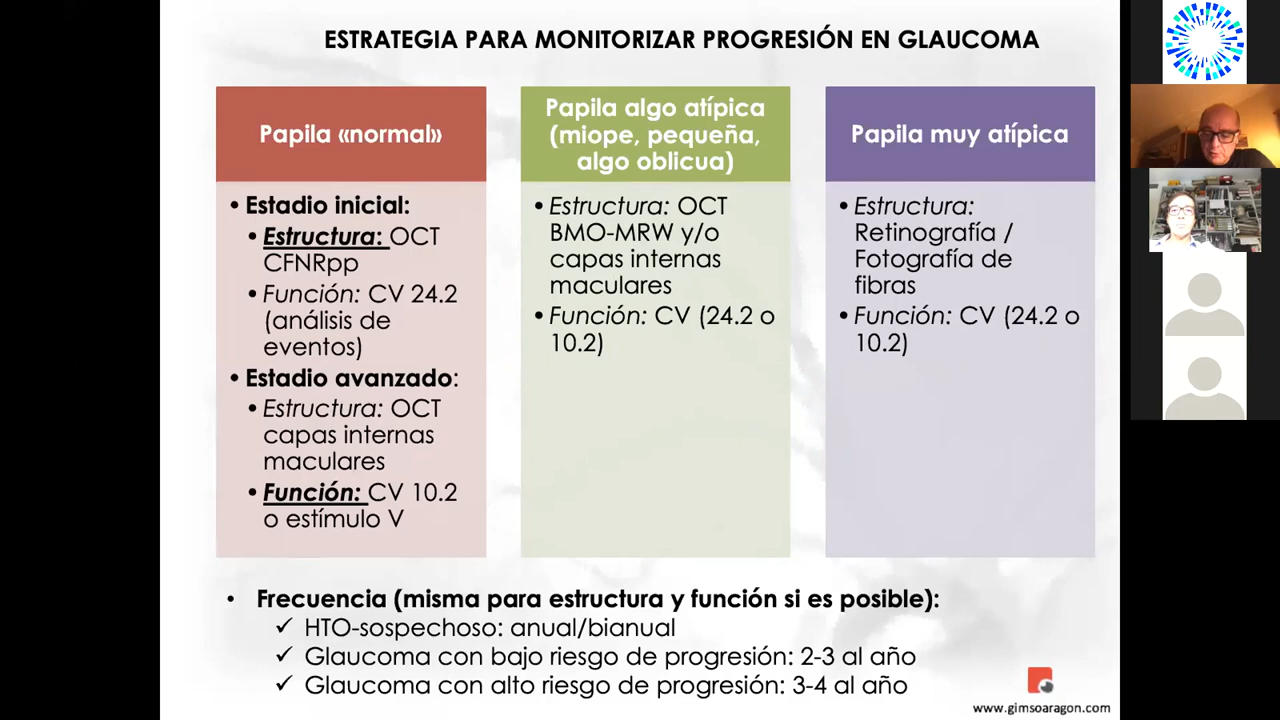 ESTRATEGIA PARA MONITORIZAR PROGRESIÓN EN GLAUCOMA
Papila «normal»
• Estadio inicial:
• Estructura: OCT
CFNRpp
• Función: CV 24.2
(análisis de
eventos)
• Estadio avanzado:
• Estructura: OCT
capas internas
maculares
• Función: CV 10.2
o estímulo V
Papila algo atípica
(miope, pequeña,
algo oblicua)
• Estructura: OCT
BMO-MRW y/o
capas internas
maculares
• Función: CV (24.2 o
10.2)
Papila muy atípica
• Estructura:
Retinografía /
Fotografía de
fibras
• Función: CV (24.2 o
10.2)
• Frecuencia (misma para estructura y función si es posible):
✓ HTO-sospechoso: anual/bianual
✓ Glaucoma con bajo riesgo de progresión: 2-3 al año
✓ Glaucoma con alto riesgo de progresión: 3-4 al año
www.gimsoaragon.com